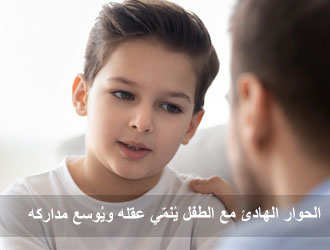 الحوار الهادئ مع الطفل يُنمّي عقله ويُوسع مداركه